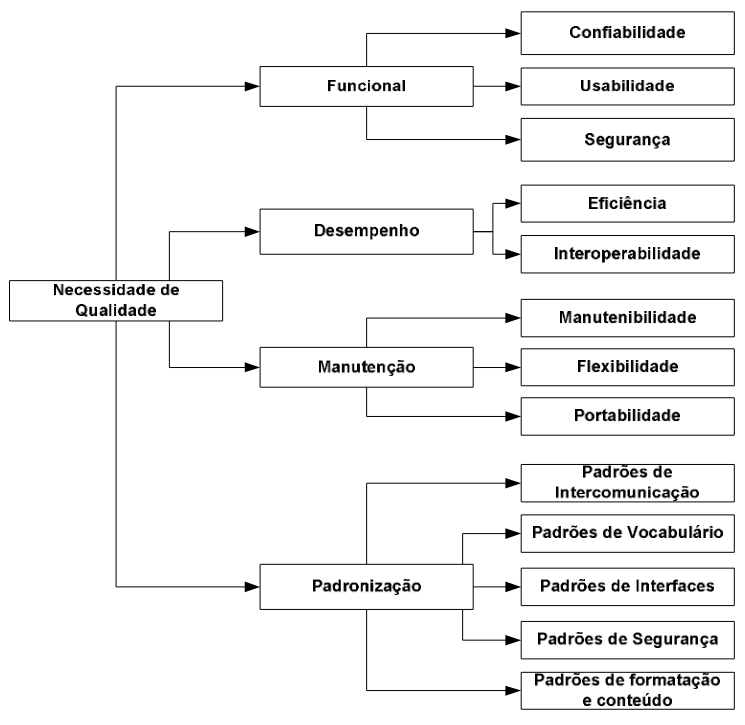 Necessidade de
Qualidade
Funcional
Confiabilidade
Usabilidade
Segurança
Desempenho
Eficiência
Interoperabilidade
Manutenção
Manutenibilidade
Flexibilidade
Portabilidade
Padronização
Padrões de
Intercomunicação
Padrões de Vocabulário
Padrões de Interfaces
Padrões de Segurança
Padrões de formatação
e conteúdo